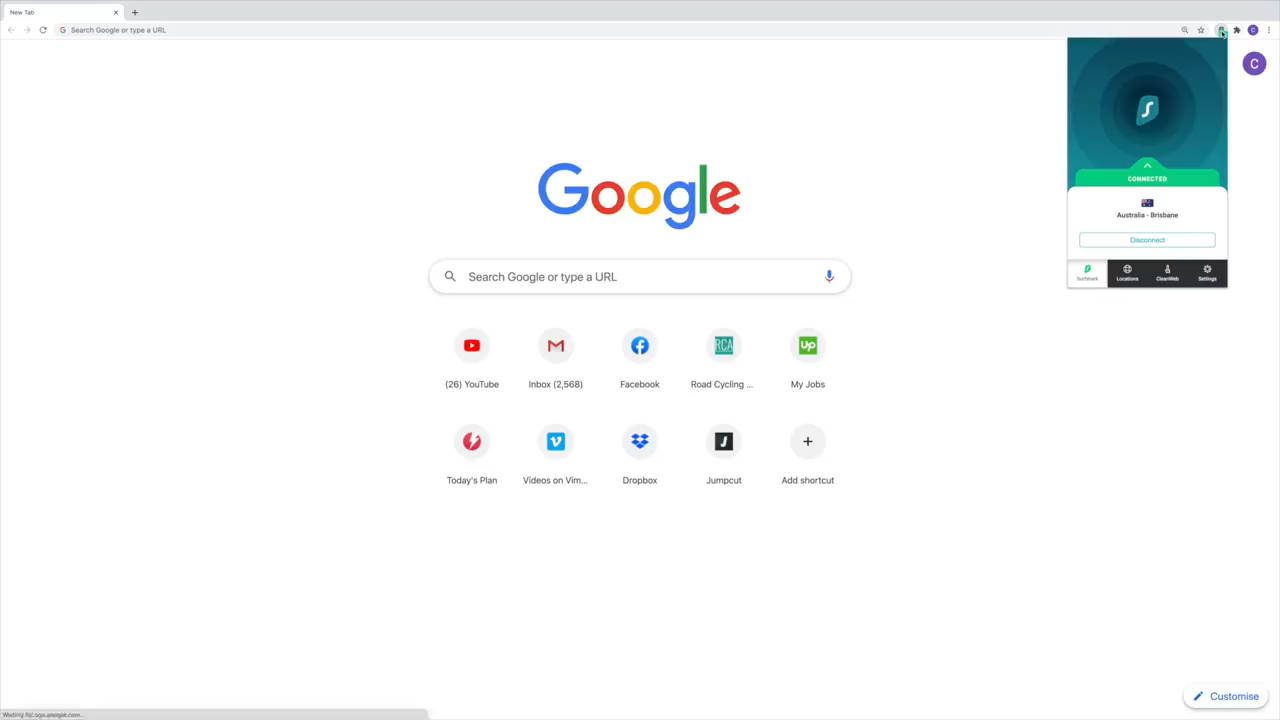 New Tab
Search Google or type a URL
C
C
CONNECTED
Australia - Brisbane
Disconnect
Surfshark
Locations
CleanWeb
Settings
Google
Search Google or type a URL
(26) YouTube
Inbox (2,568)
Facebook
RCA
Road Cycling ...
up
My Jobs
Today's Plan
Videos on Vim...
Dropbox
Jumpcut
Add shortcut
Customise